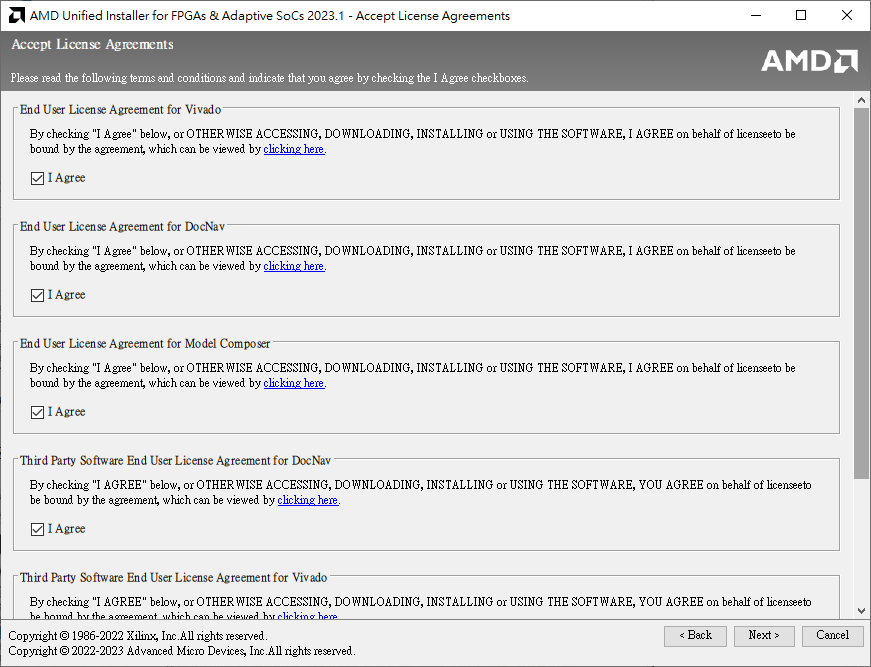 AMD Unified Installer for FPGAs & Adaptive SoCs 2023.1 - Accept License Agreements
Accept License Agreements
Please read the following terms and conditions and indicate that you agree by checking the I Agree checkboxes.
AMD
End User License Agreement for Vivado
By checking "I Agree" below, or OTHERWISE ACCESSING, DOWNLOADING, INSTALLING or USING THE SOFTWARE, I AGREE on behalf of licenseeto be
bound by the agreement, which can be viewed by clicking here.
I Agree
End User License Agreement for DocNav
By checking "I Agree" below, or OTHERWISE ACCESSING, DOWNLOADING, INSTALLING or USING THE SOFTWARE, I AGREE on behalf of licenseeto be
bound by the agreement, which can be viewed by clicking here.
I Agree
End User License Agreement for Model Composer
By checking "I Agree" below, or OTHERWISE ACCESSING, DOWNLOADING, INSTALLING or USING THE SOFTWARE, I AGREE on behalf of licenseeto be
bound by the agreement, which can be viewed by clicking here.
I Agree
Third Party Software End User License Agreement for DocNav
By checking "I AGREE" below, or OTHERWISE ACCESSING, DOWNLOADING, INSTALLING or USING THE SOFTWARE, YOU AGREE on behalf of licenseeto
be bound by the agreement, which can be viewed by clicking here.
I Agree
Third Party Software End User License Agreement for Vivado
By checking "I AGREE" below, or OTHERWISE ACCESSING, DOWNLOADING, INSTALLING or USING THE SOFTWARE, YOU AGREE on behalf of licenseeto
be bound by the agreement, which can be viewed by clicking here.
Copyright © 1986-2022 Xilinx, Inc.All rights reserved.
Copyright © 2022-2023 Advanced Micro Devices, Inc.All rights reserved.
< Back
Next >
Cancel